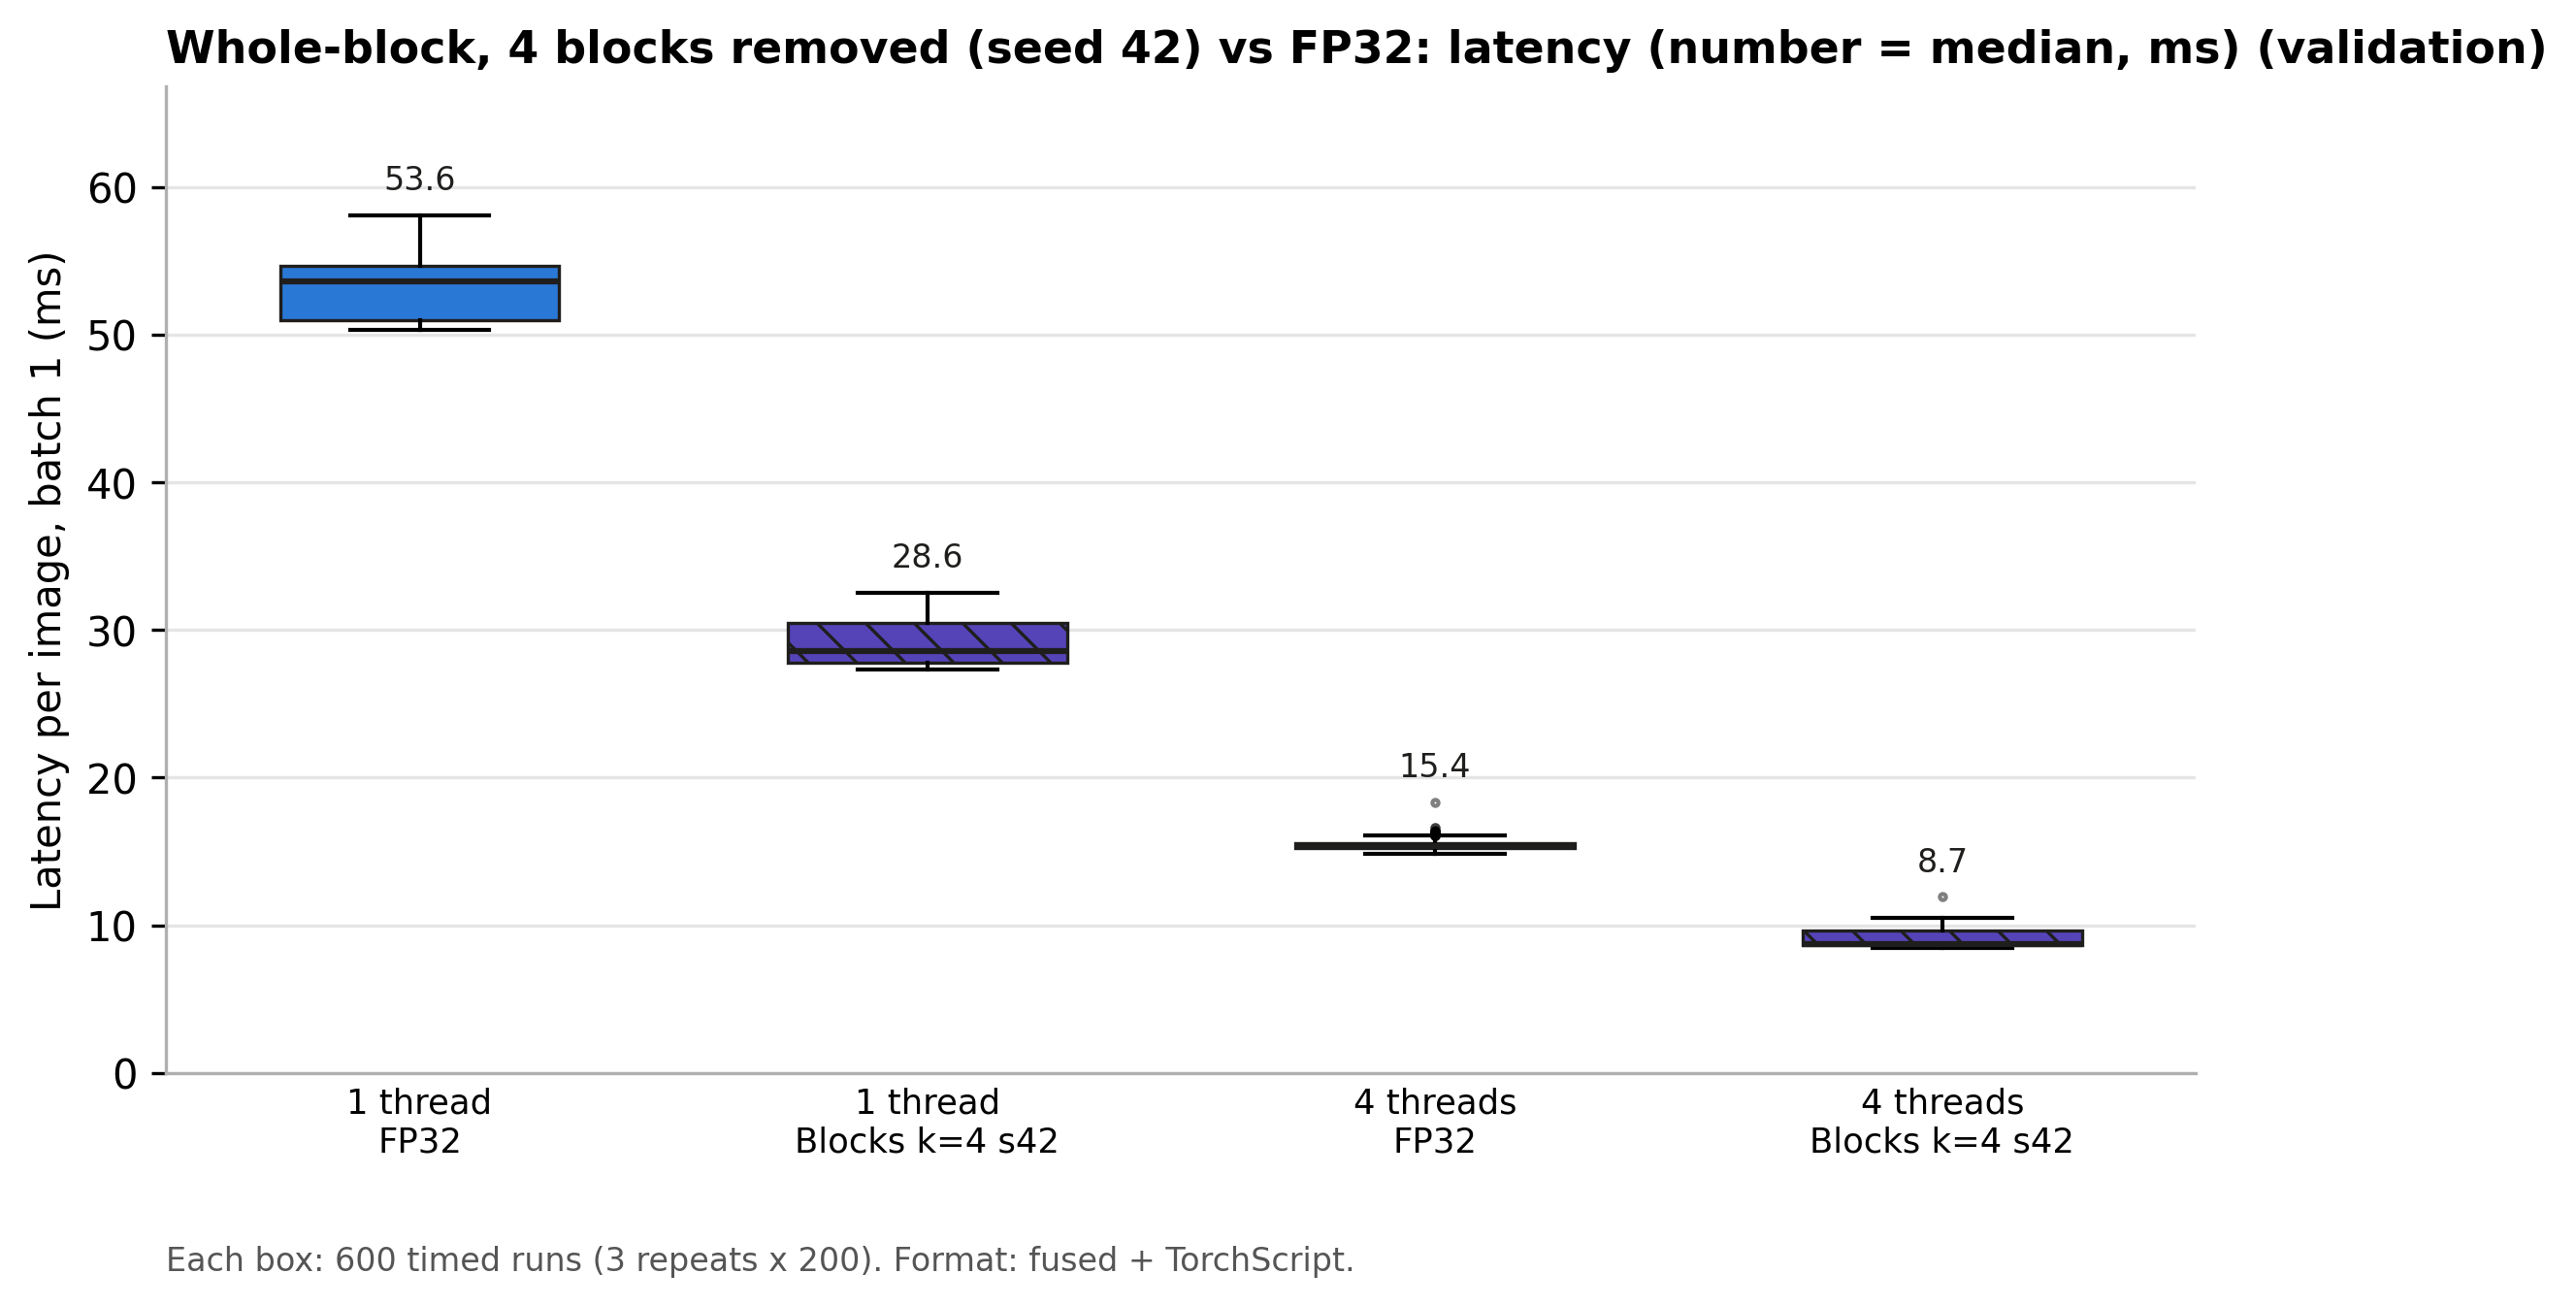 Whole-block, 4 blocks removed (seed 42) vs FP32: latency (number = median, ms) (validation)
Latency per image, batch 1 (ms)
60
50
40
30
20
10
0
53.6
28.6
15.4
8.7
1 thread
FP32
1 thread
Blocks k=4 s42
4 threads
FP32
4 threads
Blocks k=4 s42
Each box: 600 timed runs (3 repeats x 200). Format: fused + TorchScript.